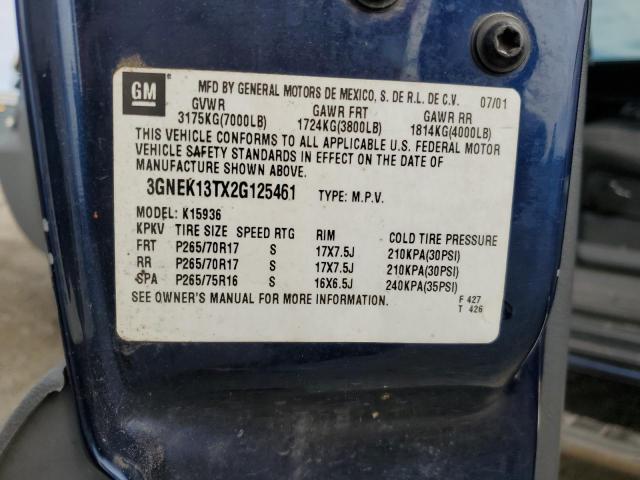 GM
MFD BY GENERAL MOTORS DE MEXICO, S. DE R.L. DE C.V. 07/01
GVWR GAWR FRT GAWR RR
3175KG(7000LB) 1724KG(3800LB) 1814KG(4000LB)
THIS VEHICLE CONFORMS TO ALL APPLICABLE U.S. FEDERAL MOTOR
VEHICLE SAFETY STANDARDS IN EFFECT ON THE DATE OF
MANUFACTURE SHOWN ABOVE.
3GNEK13TX2G125461 TYPE: M.P.V.
MODEL: K15936
KPKV TIRE SIZE SPEED RTG RIM COLD TIRE PRESSURE
FRT P265/70R17 S 17X7.5J 210KPA(30PSI)
RR P265/70R17 S 17X7.5J 210KPA(30PSI)
SPA P265/75R16 S 16X6.5J 240KPA(35PSI)
SEE OWNER'S MANUAL FOR MORE INFORMATION.
F 427
T 426